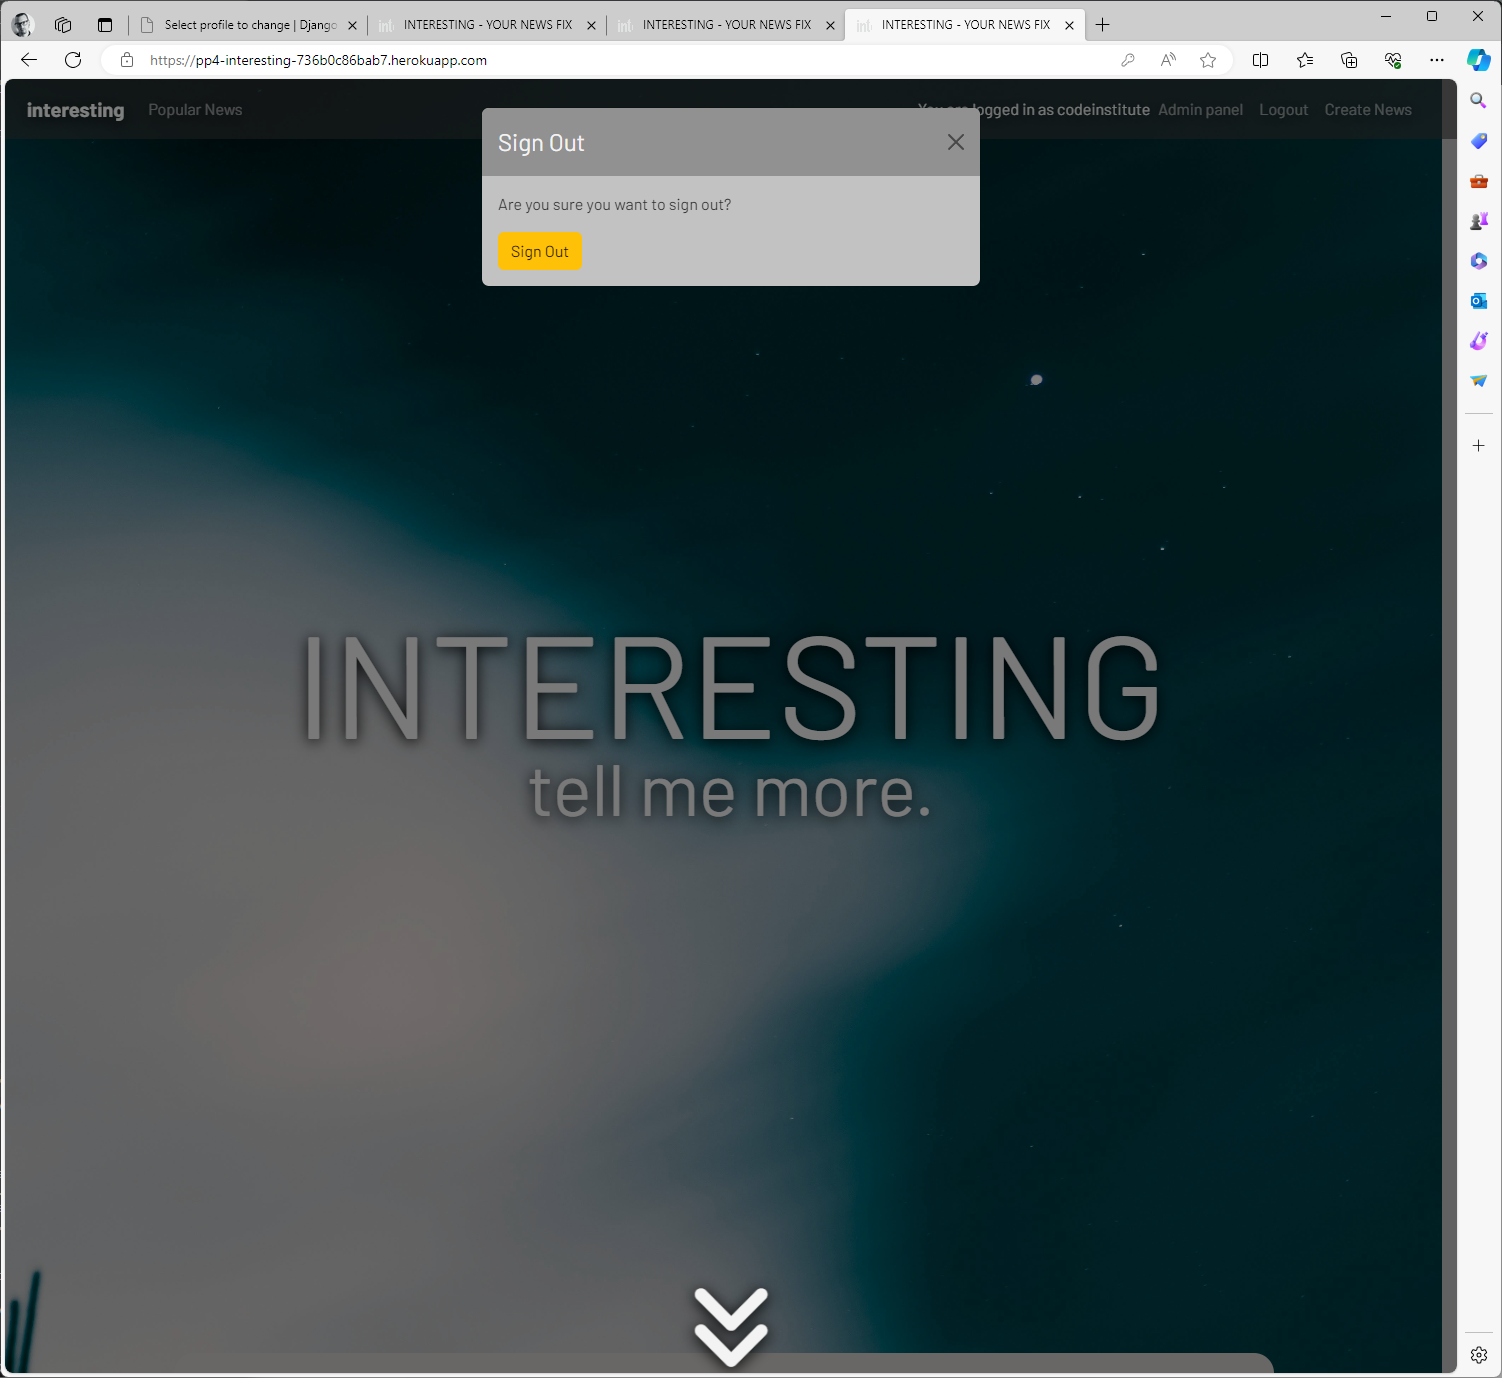 Select profile to change | Django
INTERESTING - YOUR NEWS FIX
INTERESTING - YOUR NEWS FIX
INTERESTING - YOUR NEWS FIX
https://pp4-interesting-736b0c86bab7.herokuapp.com
interesting
Popular News
You are logged in as codeinstitute
Admin panel
Logout
Create News
Sign Out
Are you sure you want to sign out?
Sign Out
INTERESTING
tell me more.